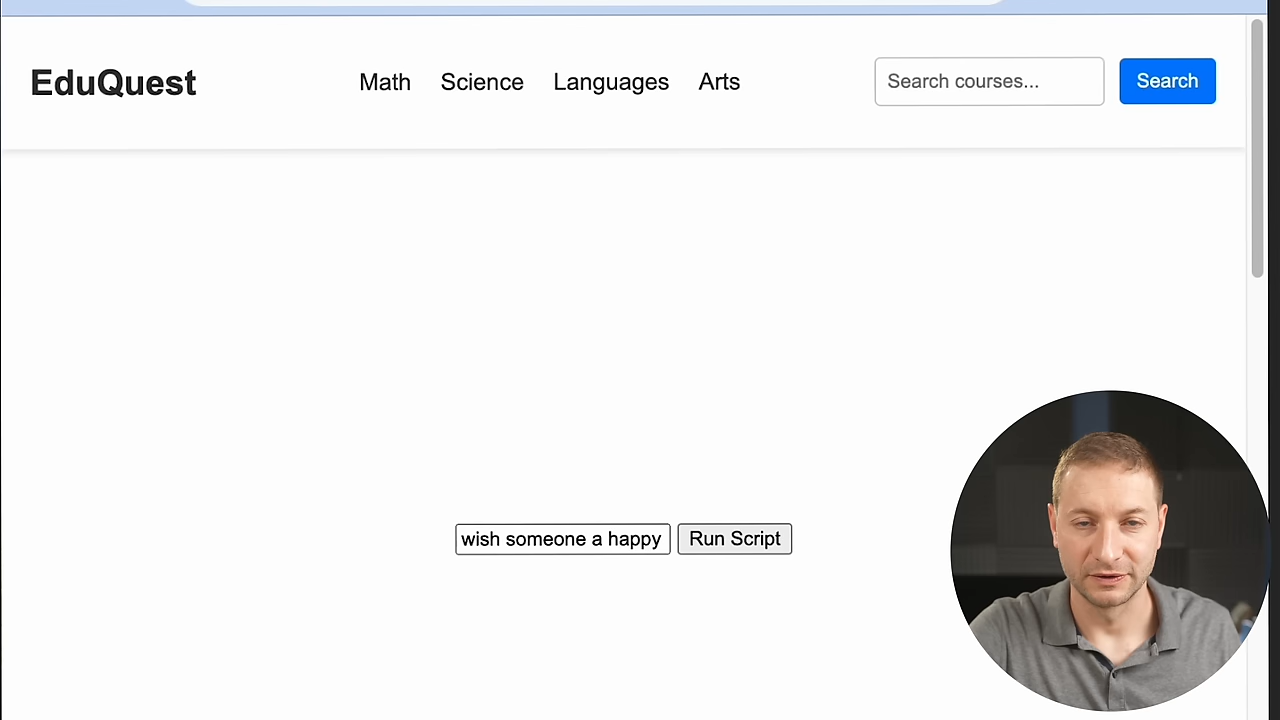 EduQuest
Math Science Languages Arts
Search courses... Search
wish someone a happy Run Script